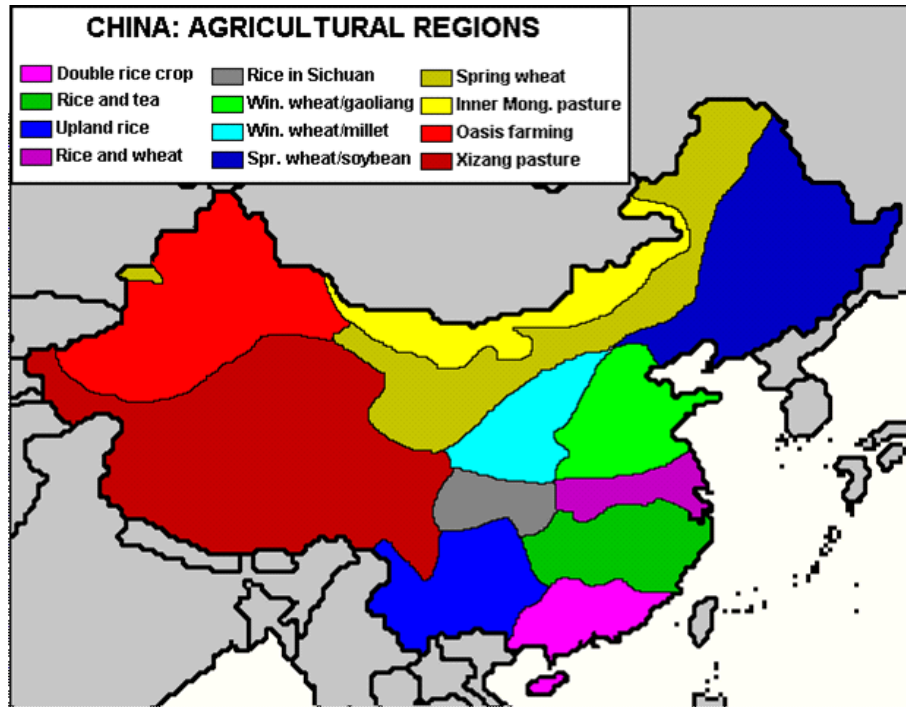 CHINA: AGRICULTURAL REGIONS
Double rice crop
Rice and tea
Upland rice
Rice and wheat
Rice in Sichuan
Win. wheat/gaoliang
Win. wheat/millet
Spr. wheat/soybean
Spring wheat
Inner Mong. pasture
Oasis farming
Xizang pasture